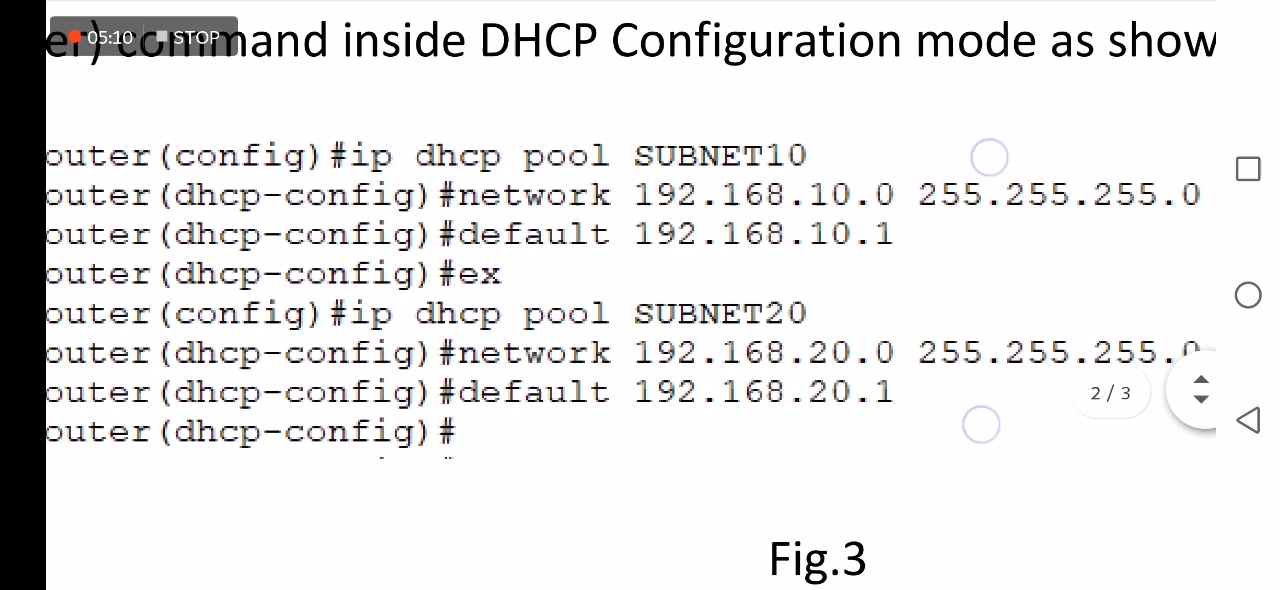 05:10 STOP
er) command inside DHCP Configuration mode as show
outer(config)#ip dhcp pool SUBNET10
outer(dhcp-config)#network 192.168.10.0 255.255.255.0
outer(dhcp-config)#default 192.168.10.1
outer(dhcp-config)#ex
outer(config)#ip dhcp pool SUBNET20
outer(dhcp-config)#network 192.168.20.0 255.255.255.0
outer(dhcp-config)#default 192.168.20.1
2 / 3
outer(dhcp-config)#
Fig.3